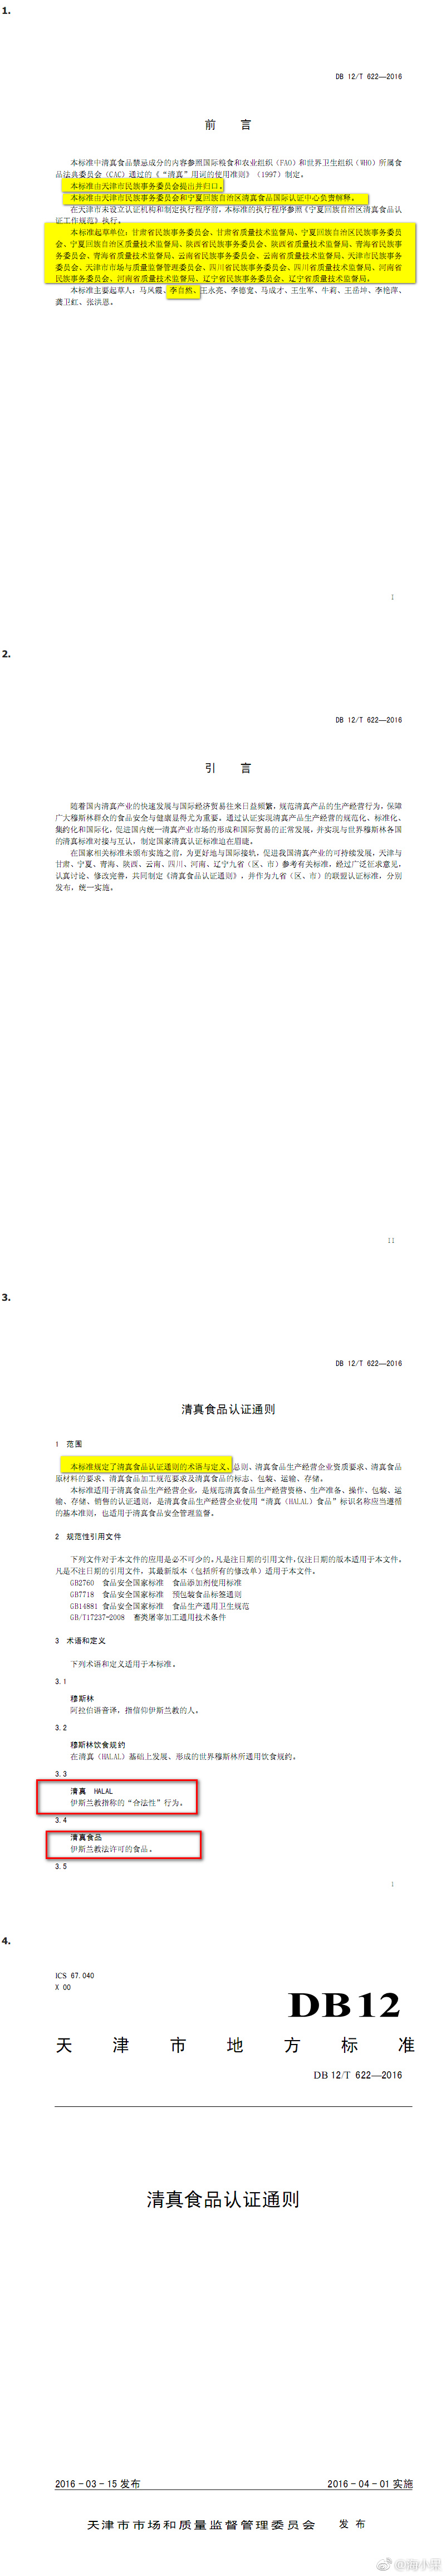 1.
DB 12/T 622—2016
前 言
本标准中清真食品禁忌成分的内容参照国际粮食和农业组织(FAO)和世界卫生组织(WHO)所属食
品法典委员会(CAC)通过的《“清真”用词的使用准则》(1997)制定。
本标准由天津市民族事务委员会提出并归口。
本标准由天津市民族事务委员会和宁夏回族自治区清真食品国际认证中心负责解释。
在天津市未设立认证机构和制定执行程序前,本标准的执行程序参照《宁夏回族自治区清真食品认
证工作规范》执行。
本标准起草单位:甘肃省民族事务委员会、甘肃省质量技术监督局、宁夏回族自治区民族事务委员
会、宁夏回族自治区质量技术监督局、陕西省民族事务委员会、陕西省质量技术监督局、青海省民族事
务委员会、青海省质量技术监督局、云南省民族事务委员会、云南省质量技术监督局、天津市民族事务
委员会、天津市市场与质量监督管理委员会、四川省民族事务委员会、四川省质量技术监督局、河南省
民族事务委员会、河南省质量技术监督局、辽宁省民族事务委员会、辽宁省质量技术监督局。
本标准主要起草人:马凤霞、李自然、王永亮、李德宽、马成才、王生军、牛莉、王岳坤、李艳萍、
龚卫红、张洪恩。
I
2.
DB 12/T 622—2016
引 言
随着国内清真产业的快速发展与国际经济贸易往来日益频繁,规范清真产品的生产经营行为,保障
广大穆斯林群众的食品安全与健康显得尤为重要。通过认证实现清真产品生产经营的规范化、标准化、
集约化和国际化,促进国内统一清真产业市场的形成和国际贸易的正常发展,并实现与世界穆斯林各国
的清真标准对接与互认,制定国家清真认证标准迫在眉睫。
在国家相关标准未颁布实施之前,为更好地与国际接轨,促进我国清真产业的可持续发展,天津与
甘肃、宁夏、青海、陕西、云南、四川、河南、辽宁九省(区、市)参考有关标准,经过广泛征求意见,
认真讨论、修改完善,共同制定《清真食品认证通则》,并作为九省(区、市)的联盟认证标准,分别
发布,统一实施。
II
3.
DB 12/T 622—2016
清真食品认证通则
1 范围
本标准规定了清真食品认证通则的术语与定义、总则、清真食品生产经营企业资质要求、清真食品
原材料的要求、清真食品加工规范要求及清真食品的标志、包装、运输、存储。
本标准适用于清真食品生产经营企业,是规范清真食品生产经营资格、生产准备、操作、包装、运
输、存储、销售的认证通则,是清真食品生产经营企业使用“清真(HALAL)食品”标识名称应当遵循
的基本准则,也适用于清真食品安全管理监督。
2 规范性引用文件
下列文件对于本文件的应用是必不可少的。凡是注日期的引用文件,仅注日期的版本适用于本文件。
凡是不注日期的引用文件,其最新版本(包括所有的修改单)适用于本文件。
GB2760 食品安全国家标准 食品添加剂使用标准
GB7718 食品安全国家标准 预包装食品标签通则
GB14881 食品安全国家标准 食品生产通用卫生规范
GB/T17237-2008 畜类屠宰加工通用技术条件
3 术语和定义
下列术语和定义适用于本标准。
3.1
穆斯林
阿拉伯语音译,指信仰伊斯兰教的人。
3.2
穆斯林饮食规约
在清真(HALAL)基础上发展、形成的世界穆斯林所通用饮食规约。
3.3
清真 HALAL
伊斯兰教指称的“合法性”行为。
3.4
清真食品
伊斯兰教法许可的食品。
3.5
1
4.
ICS 67.040
X 00
DB12
天 津 市 地 方 标 准
DB 12/T 622—2016
清真食品认证通则
2016-03-15 发布
2016-04-01 实施
天津市市场和质量监督管理委员会 发 布